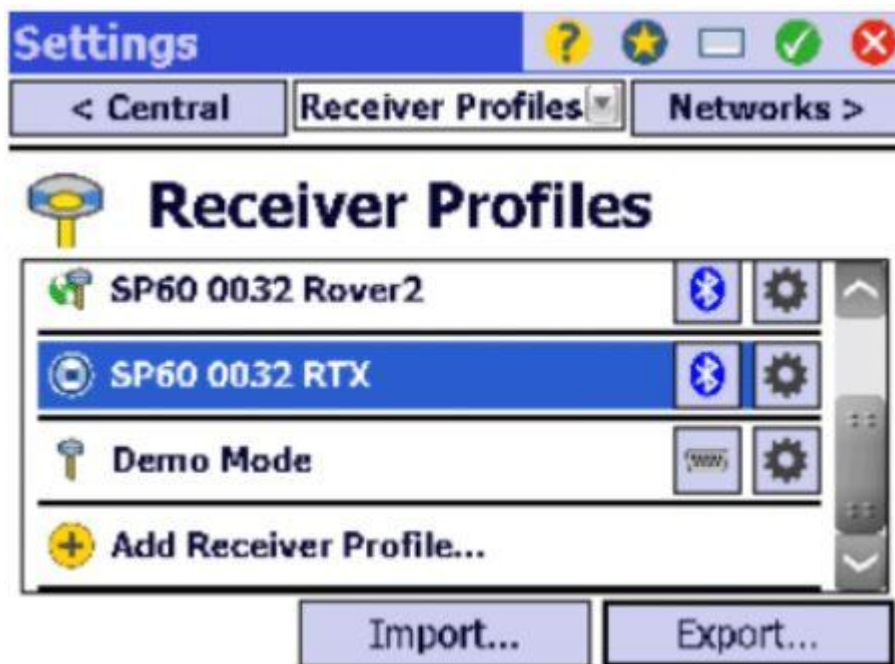 Settings
?
< Central Receiver Profiles Networks >
Receiver Profiles
SP60 0032 Rover2
SP60 0032 RTX
Demo Mode
Add Receiver Profile...
Import... Export...